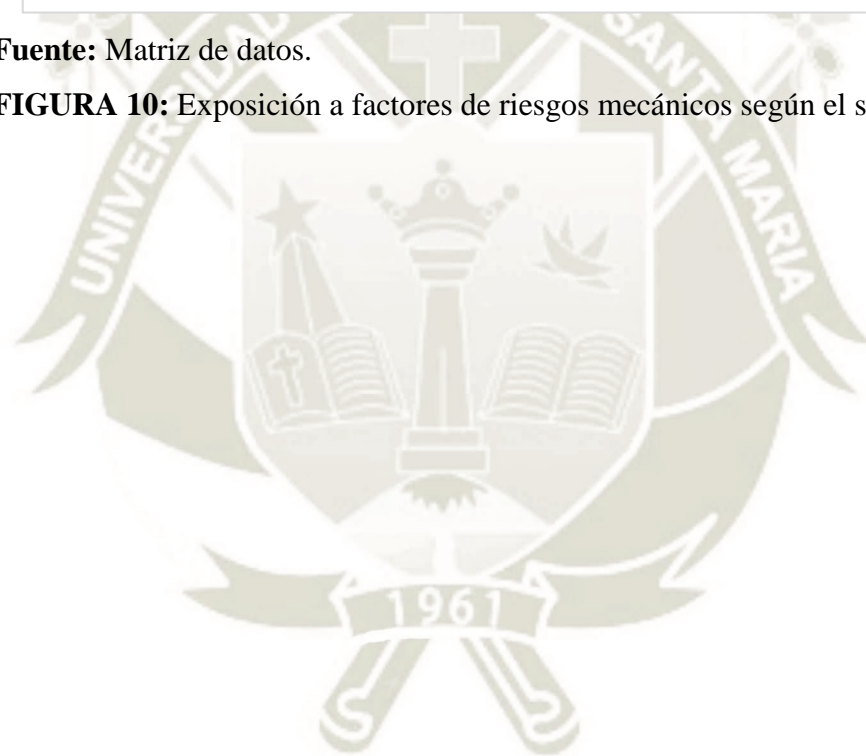 Fuente: Matriz de datos.
FIGURA 10: Exposición a factores de riesgos mecánicos según el s
UNIVERSIDAD
SANTA MARIA
1961